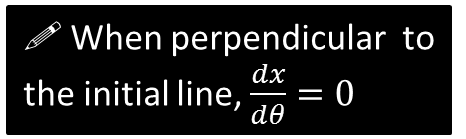 When perpendicular to
the initial line, dx/dθ = 0